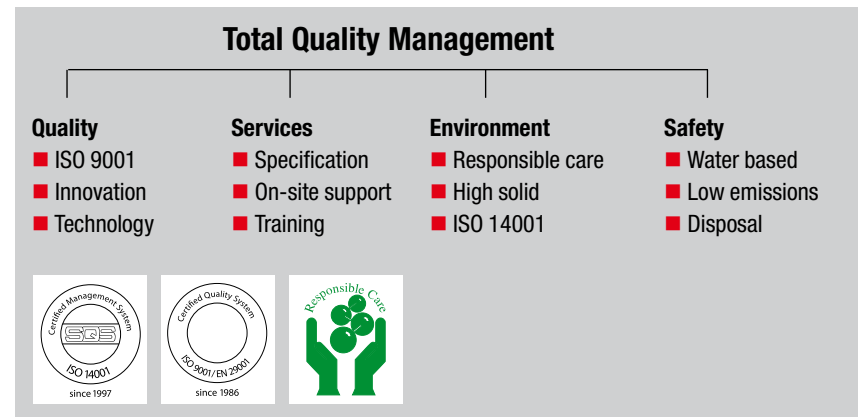 Total Quality Management
Quality
ISO 9001
Innovation
Technology
Services
Specification
On-site support
Training
Environment
Responsible care
High solid
ISO 14001
Safety
Water based
Low emissions
Disposal
Certified Management System
SQS
ISO 14001
since 1997
Certified Quality System
ISO 9001/EN 29001
since 1986
Responsible Care